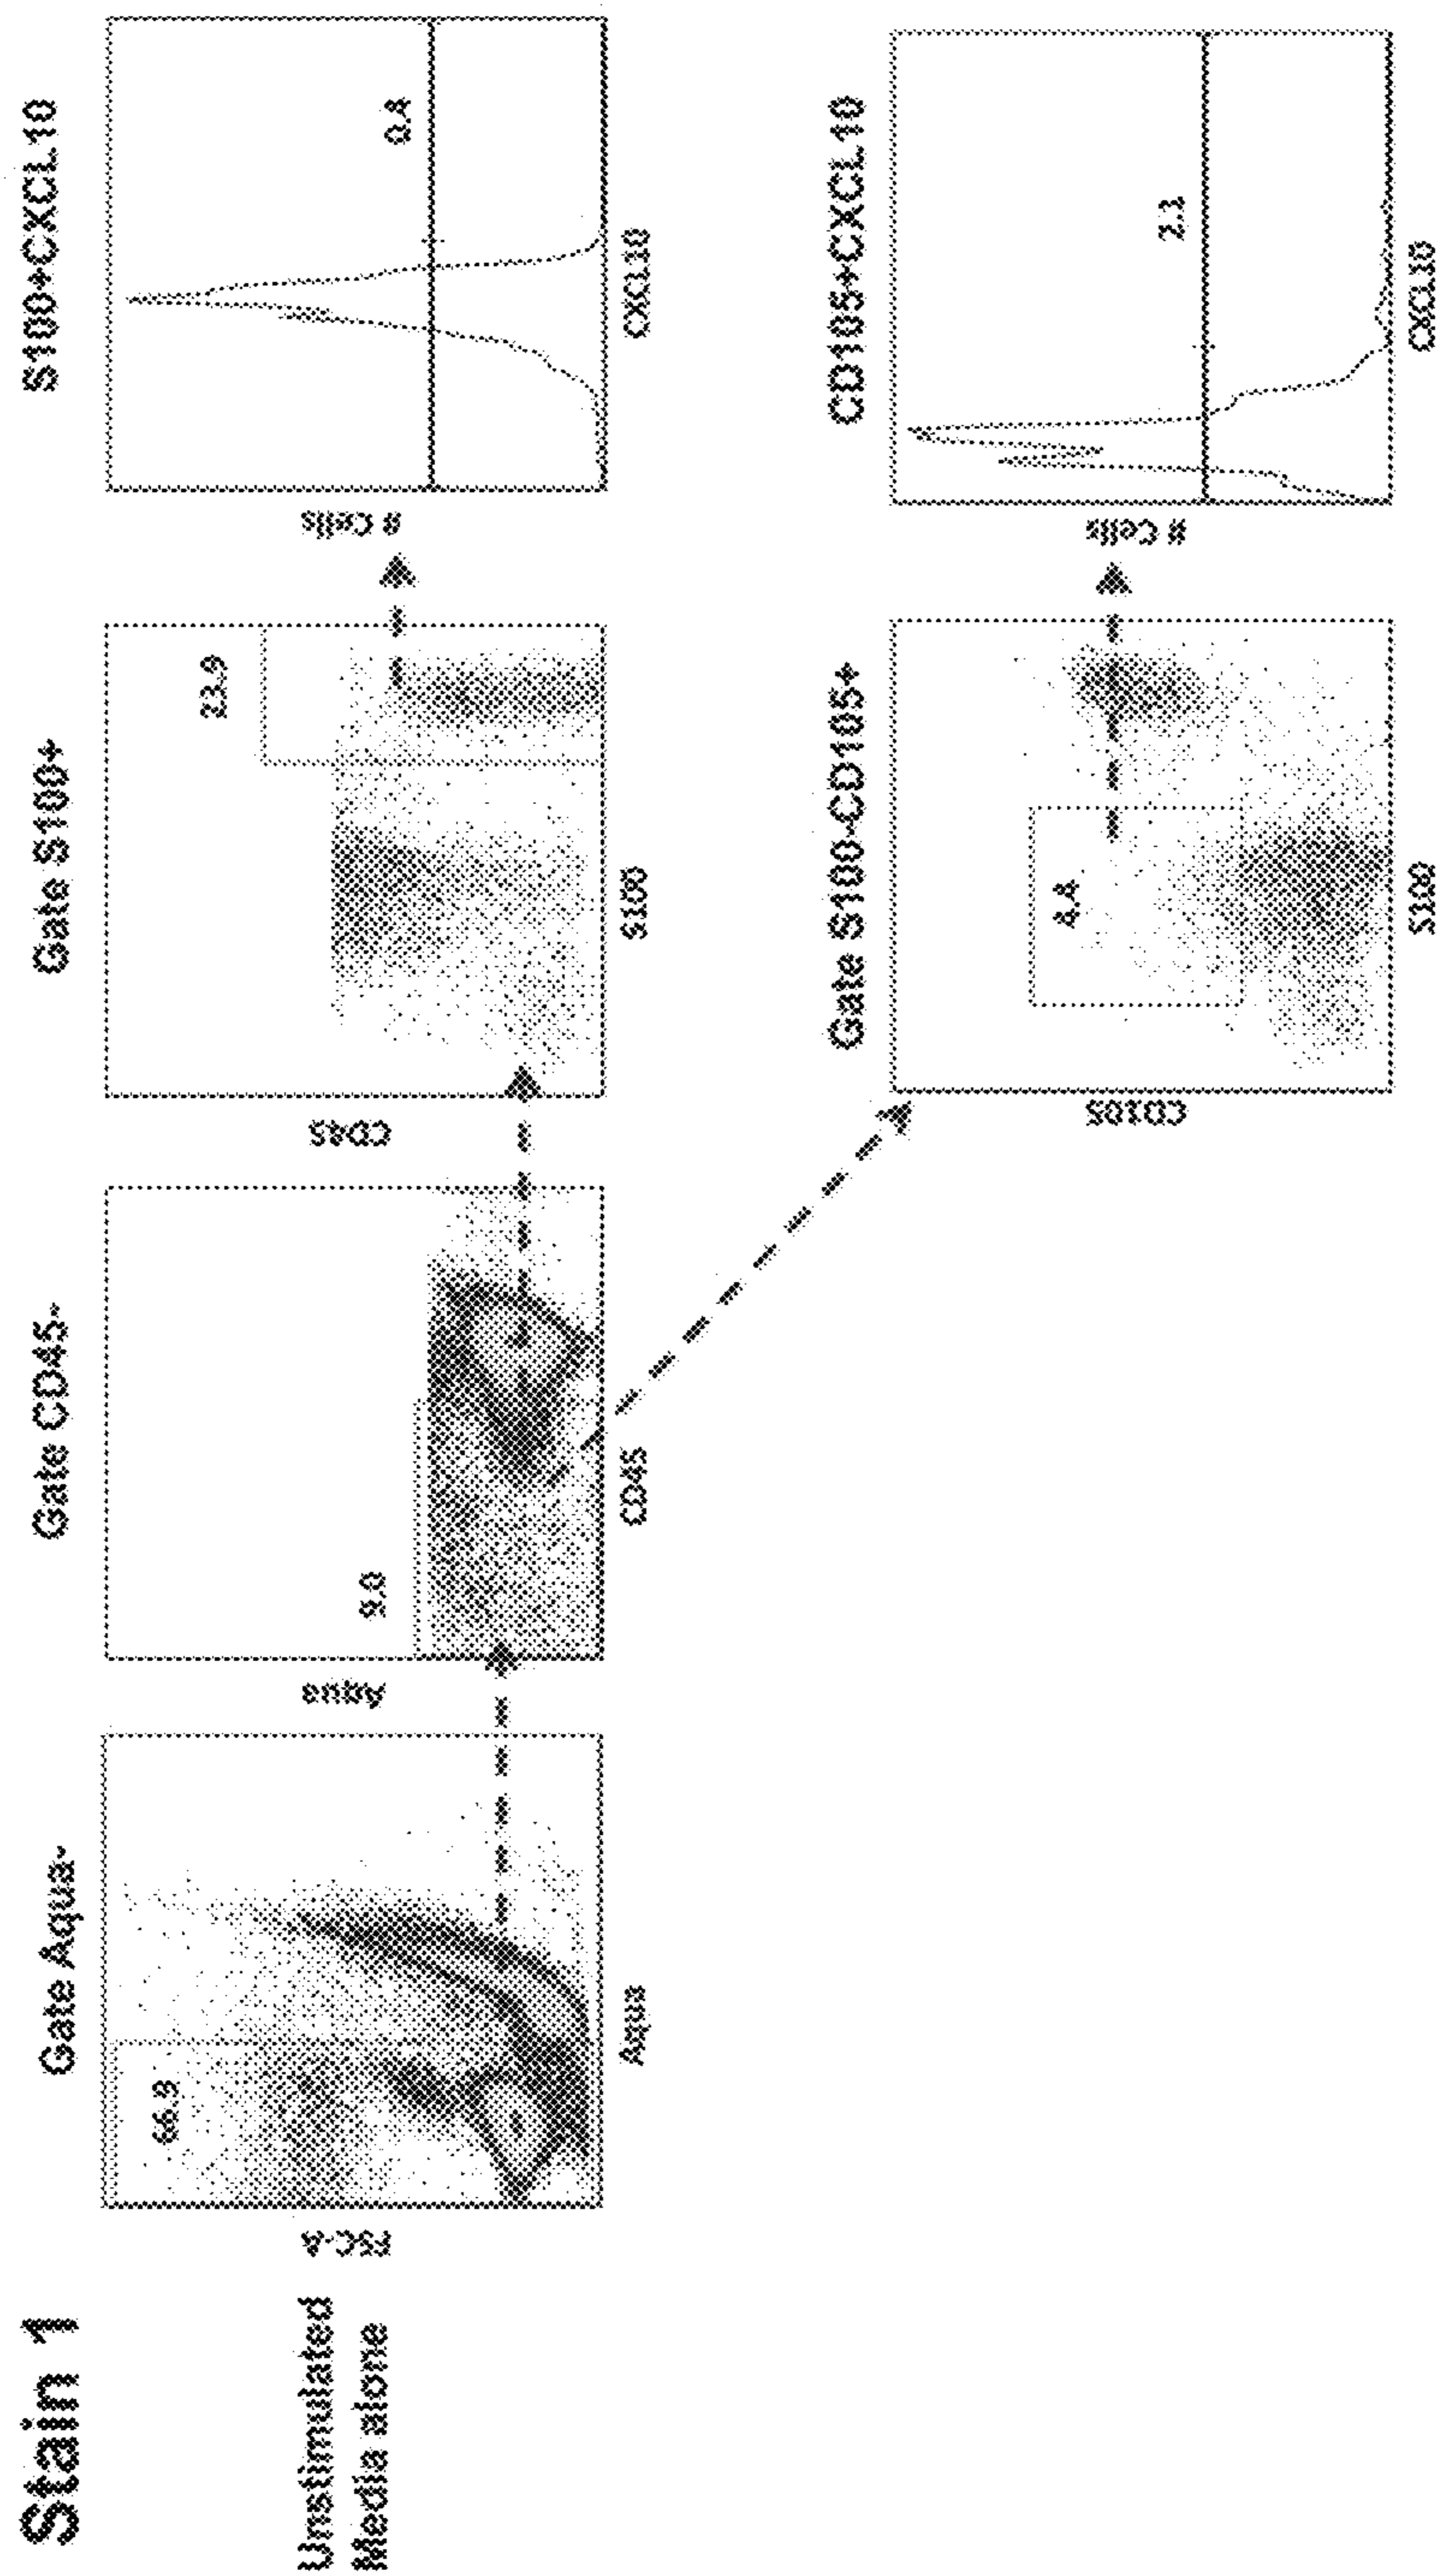 Stain 1
Unstimulated
Media alone
Gate Aqua-
66.9
FSC-A
Aqua
Gate CD45-
9.0
Aqua
CD45
Gate S100+
23.9
CD45
S100
S100+CXCL10
0.8
# Cells
CXCL10
Gate S100-CD105+
4.4
CD105
S100
CD105+CXCL10
2.1
# Cells
CXCL10